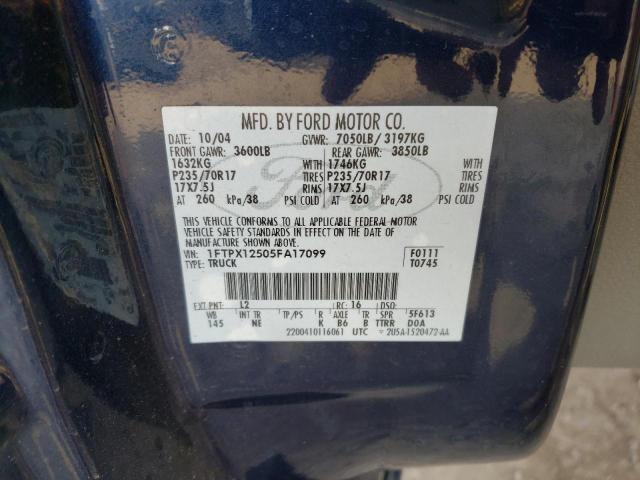 MFD. BY FORD MOTOR CO.
DATE: 10/04 GVWR: 7050LB / 3197KG
FRONT GAWR: 3600LB REAR GAWR: 3850LB
1632KG WITH 1746KG WITH
P235/70R17 TIRES P235/70R17 TIRES
17X7.5J RIMS 17X7.5J RIMS
AT 260 kPa/38 PSI COLD AT 260 kPa/38 PSI COLD
THIS VEHICLE CONFORMS TO ALL APPLICABLE FEDERAL MOTOR
VEHICLE SAFETY STANDARDS IN EFFECT ON THE DATE OF
MANUFACTURE SHOWN ABOVE.
VIN: 1FTPX12505FA17099 F0111
TYPE: TRUCK T0745
EXT PNT: L2 RC: 16 DSO:
WB INT TR TP/PS R AXLE TR SPR 5F613
145 NE K B6 B TTRR D0A
2200410116061 UTC 2U5A-1520472-AA
Ford